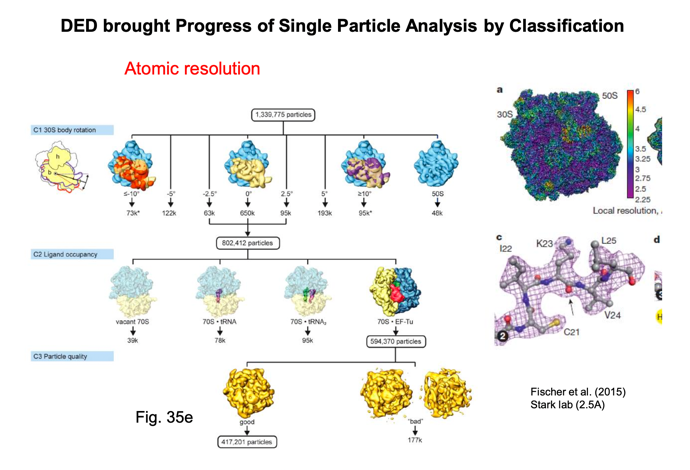 DED brought Progress of Single Particle Analysis by Classification
Atomic resolution
1,339,775 particles
C1 30S body rotation
h
b
≤-10° -5° -2.5° 0° 2.5° 5° ≥10° 50S
73k* 122k 63k 650k 95k 193k 95k* 48k
802,412 particles
C2 Ligand occupancy
vacant 70S 70S • tRNA 70S • tRNA₂ 70S • EF-Tu
39k 78k 95k
594,370 particles
C3 Particle quality
good "bad"
417,201 particles 177k
Fig. 35e
a
50S
30S
6
4.5
4
3.5
3.25
3
2.75
2.5
2.25
Local resolution,
c
d
I22 K23 L25
V24
C21
2
H
Fischer et al. (2015)
Stark lab (2.5A)